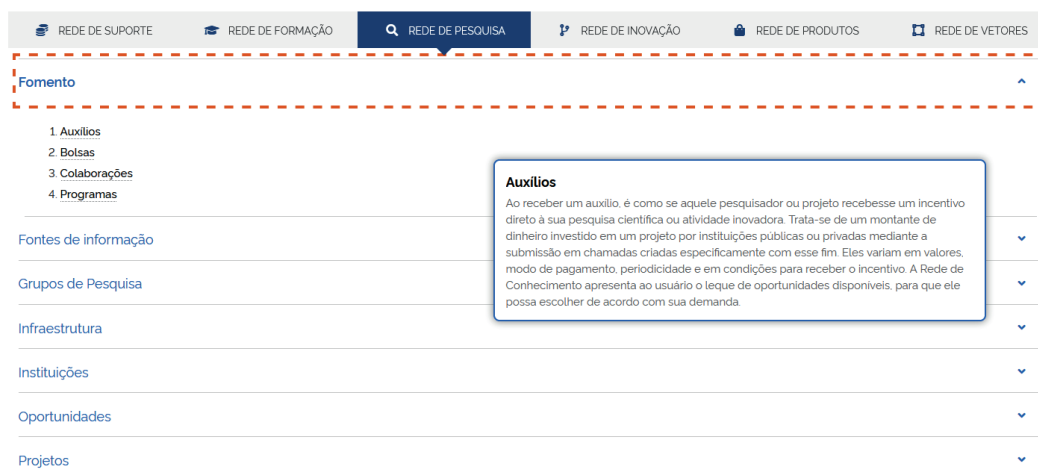 REDE DE SUPORTE REDE DE FORMAÇÃO REDE DE PESQUISA REDE DE INOVAÇÃO REDE DE PRODUTOS REDE DE VETORES
Fomento
1. Auxílios
2. Bolsas
3. Colaborações
4. Programas
Auxílios
Ao receber um auxílio, é como se aquele pesquisador ou projeto recebesse um incentivo
direto à sua pesquisa científica ou atividade inovadora. Trata-se de um montante de
dinheiro investido em um projeto por instituições públicas ou privadas mediante a
submissão em chamadas criadas especificamente com esse fim. Eles variam em valores,
modo de pagamento, periodicidade e em condições para receber o incentivo. A Rede de
Conhecimento apresenta ao usuário o leque de oportunidades disponíveis, para que ele
possa escolher de acordo com sua demanda.
Fontes de informação
Grupos de Pesquisa
Infraestrutura
Instituições
Oportunidades
Projetos